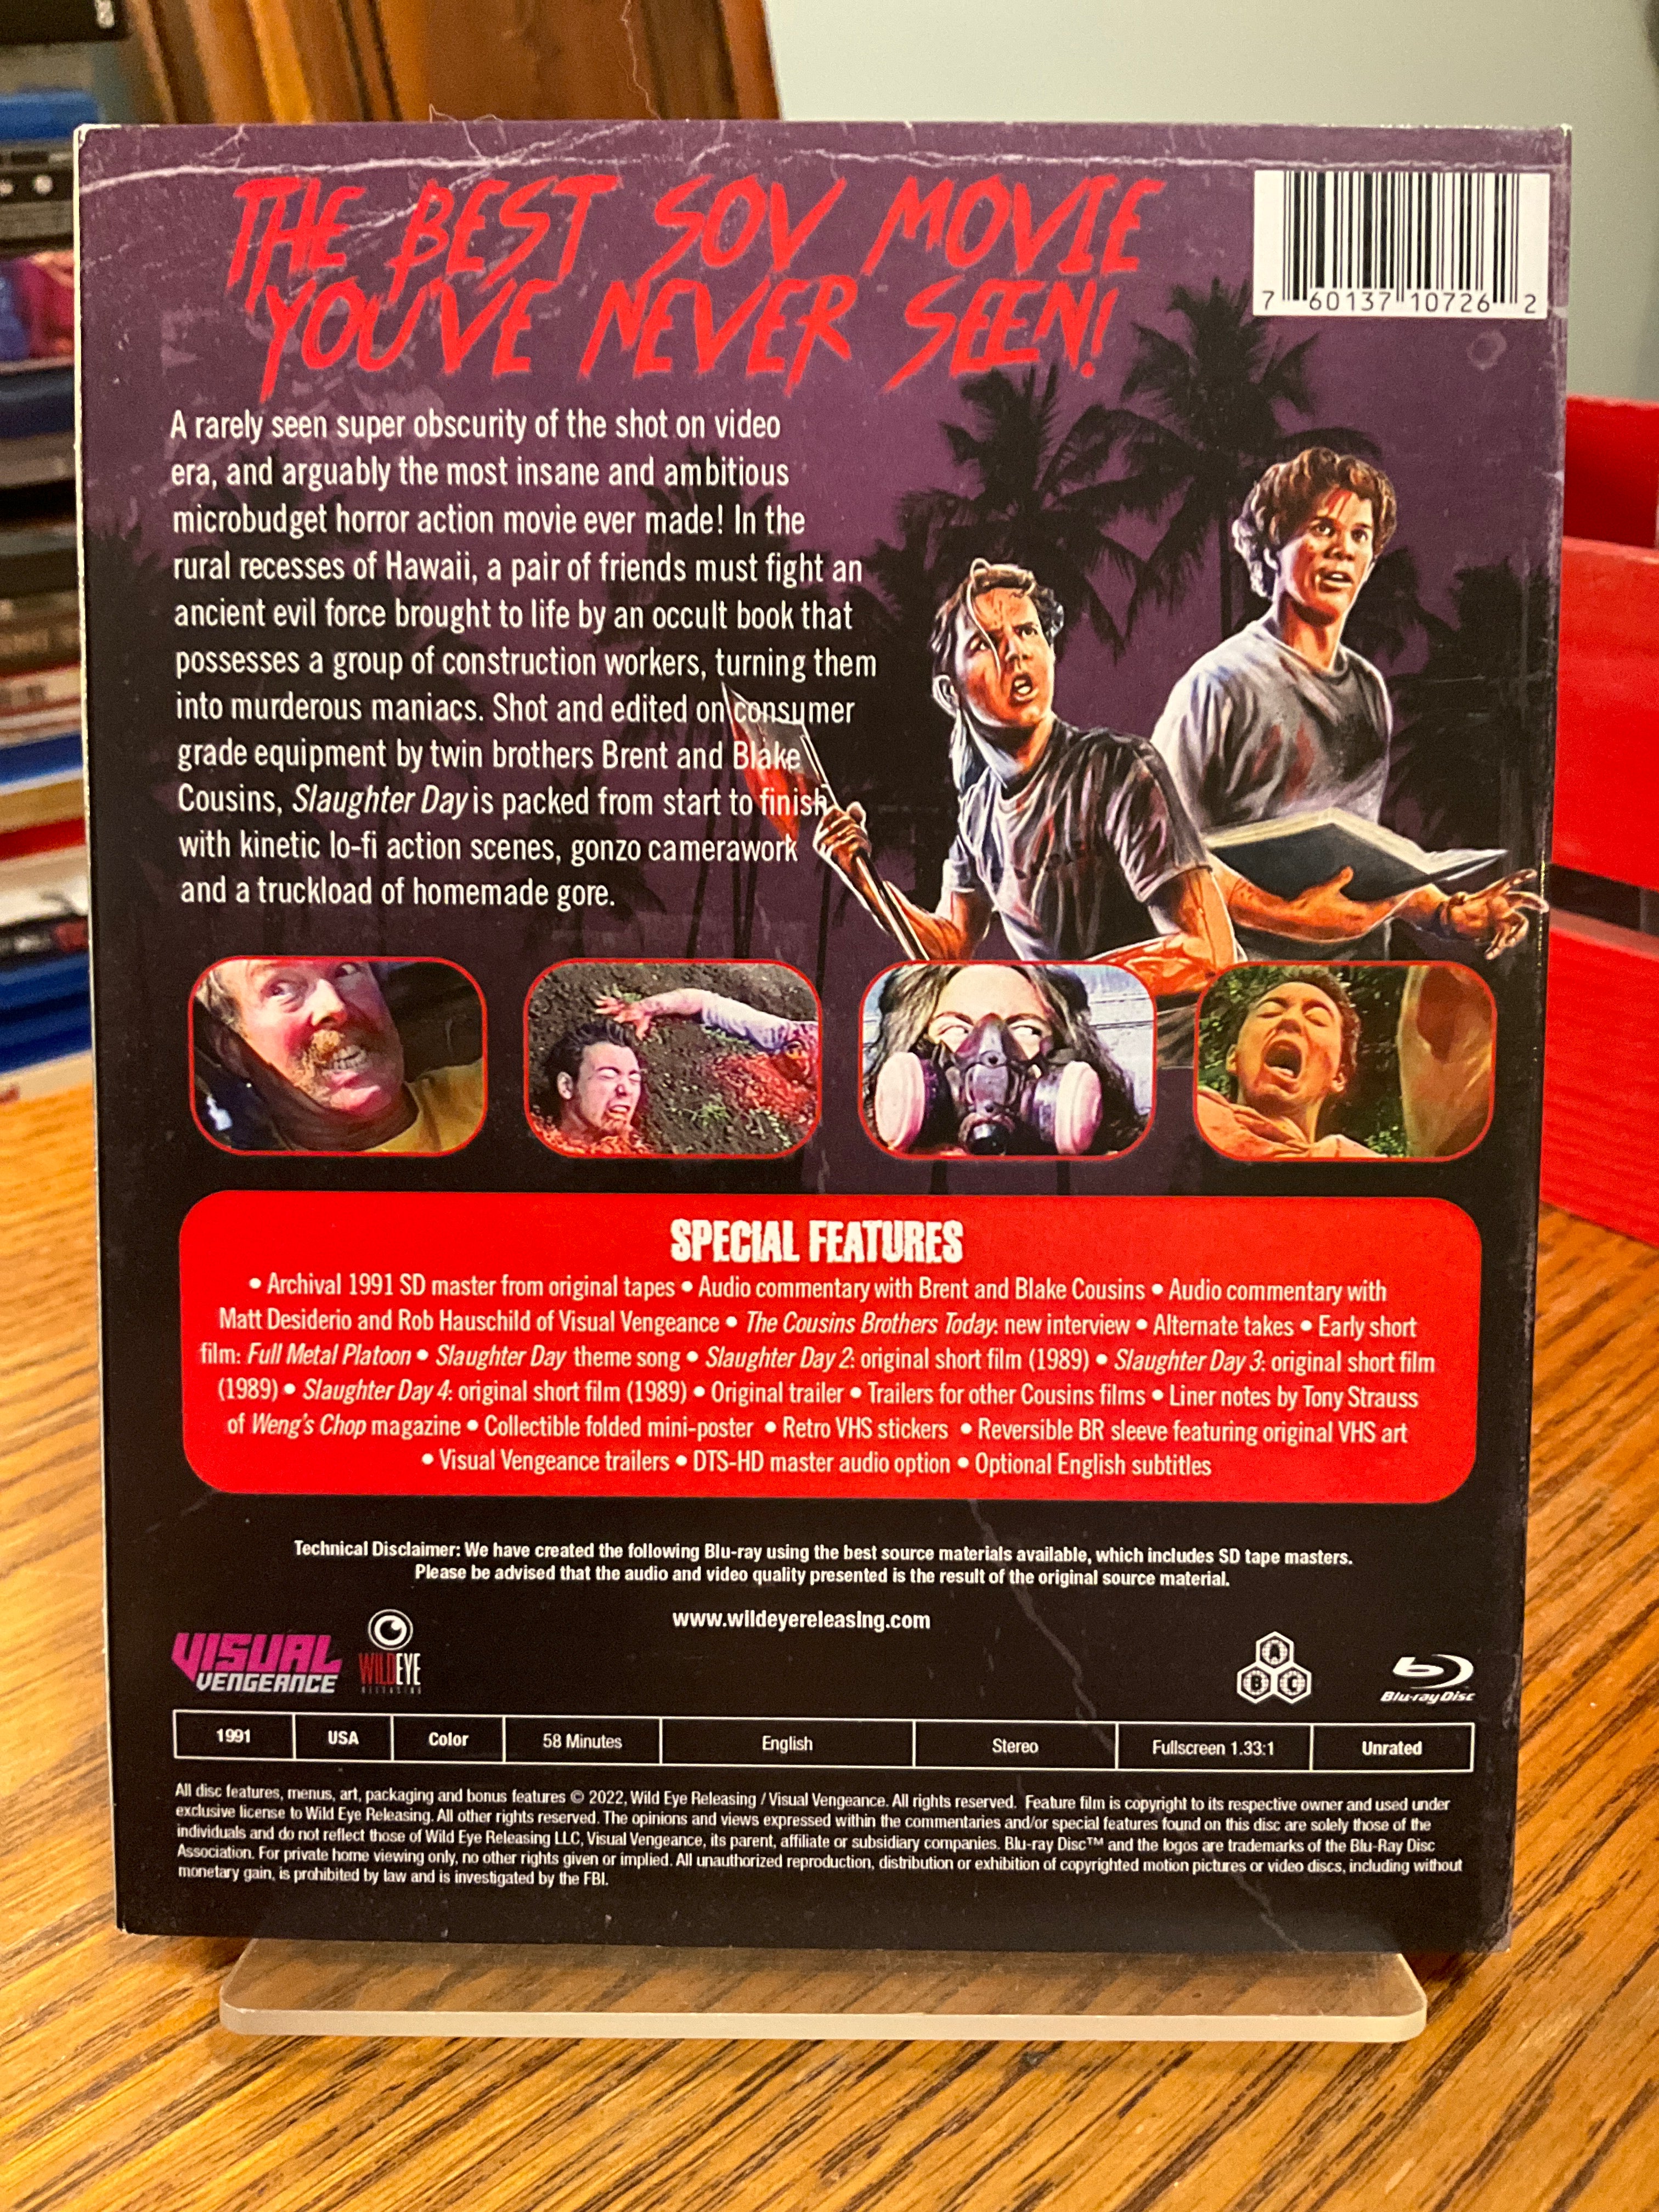 THE BEST SOV MOVIE
YOU'VE NEVER SEEN!
7 60137 10726 2
A rarely seen super obscurity of the shot on video
era, and arguably the most insane and ambitious
microbudget horror action movie ever made! In the
rural recesses of Hawaii, a pair of friends must fight an
ancient evil force brought to life by an occult book that
possesses a group of construction workers, turning them
into murderous maniacs. Shot and edited on consumer
grade equipment by twin brothers Brent and Blake
Cousins, Slaughter Day is packed from start to finish
with kinetic lo-fi action scenes, gonzo camerawork
and a truckload of homemade gore.
SPECIAL FEATURES
• Archival 1991 SD master from original tapes • Audio commentary with Brent and Blake Cousins • Audio commentary with
Matt Desiderio and Rob Hauschild of Visual Vengeance • The Cousins Brothers Today: new interview • Alternate takes • Early short
film: Full Metal Platoon • Slaughter Day theme song • Slaughter Day 2: original short film (1989) • Slaughter Day 3: original short film
(1989) • Slaughter Day 4: original short film (1989) • Original trailer • Trailers for other Cousins films • Liner notes by Tony Strauss
of Weng's Chop magazine • Collectible folded mini-poster • Retro VHS stickers • Reversible BR sleeve featuring original VHS art
• Visual Vengeance trailers • DTS-HD master audio option • Optional English subtitles
Technical Disclaimer: We have created the following Blu-ray using the best source materials available, which includes SD tape masters.
Please be advised that the audio and video quality presented is the result of the original source material.
www.wildeyereleasing.com
VISUAL
VENGEANCE
WILDEYE
RELEASING
A
B C
Blu-ray Disc
1991 USA Color 58 Minutes English Stereo Fullscreen 1.33:1 Unrated
All disc features, menus, art, packaging and bonus features © 2022, Wild Eye Releasing / Visual Vengeance. All rights reserved. Feature film is copyright to its respective owner and used under
exclusive license to Wild Eye Releasing. All other rights reserved. The opinions and views expressed within the commentaries and/or special features found on this disc are solely those of the
individuals and do not reflect those of Wild Eye Releasing LLC, Visual Vengeance, its parent, affiliate or subsidiary companies. Blu-ray Disc™ and the logos are trademarks of the Blu-Ray Disc
Association. For private home viewing only, no other rights given or implied. All unauthorized reproduction, distribution or exhibition of copyrighted motion pictures or video discs, including without
monetary gain, is prohibited by law and is investigated by the FBI.